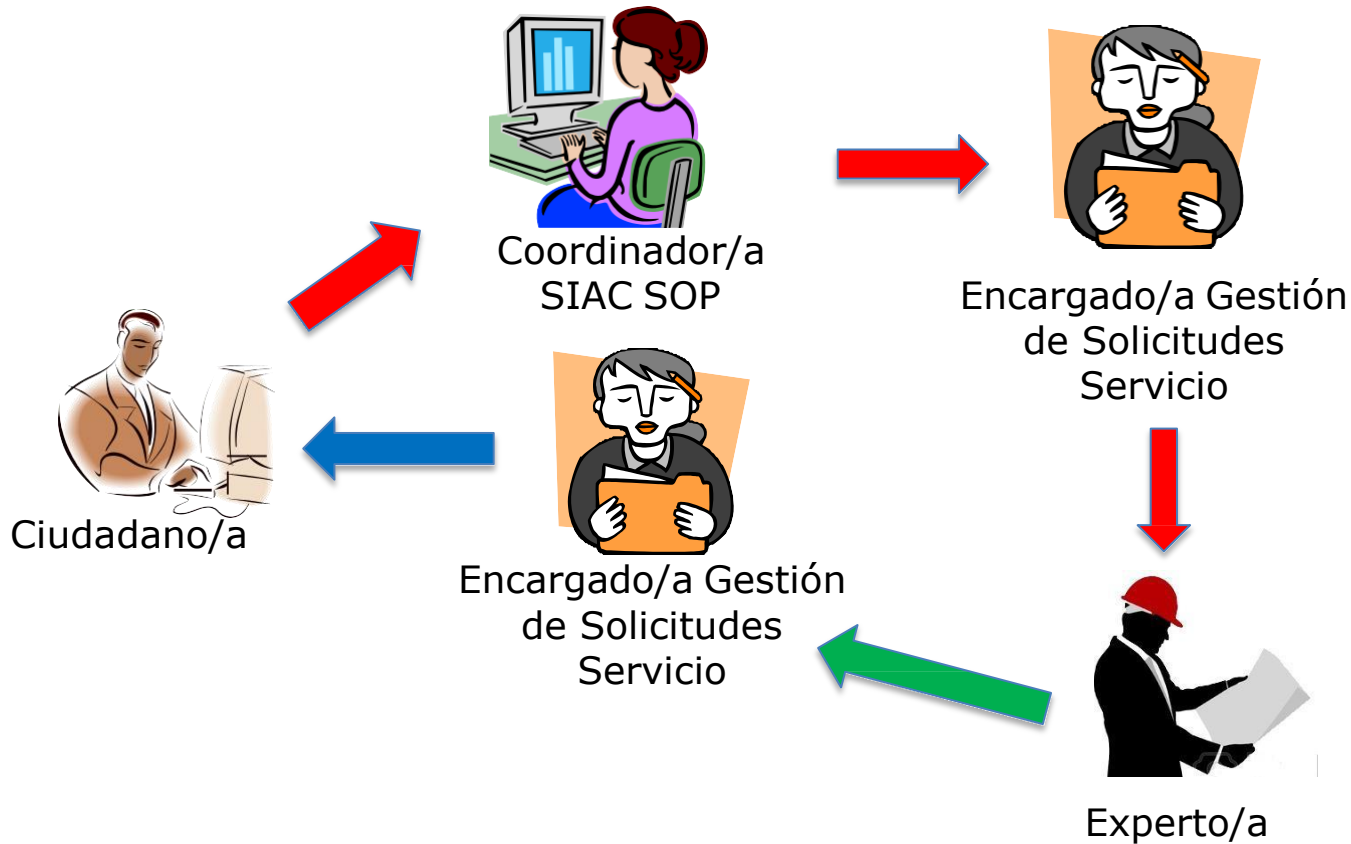 Coordinador/a
SIAC SOP
Encargado/a Gestión
de Solicitudes
Servicio
Ciudadano/a
Encargado/a Gestión
de Solicitudes
Servicio
Experto/a